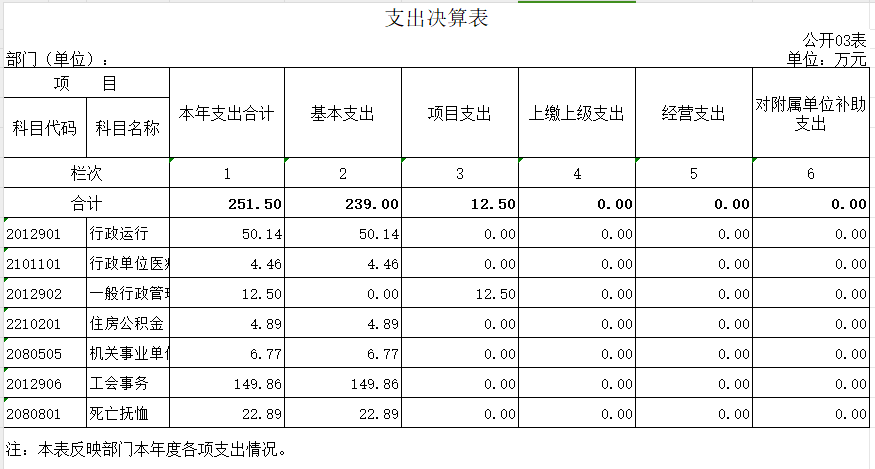 支出决算表
公开03表
部门（单位）： 单位：万元
项 目 本年支出合计 基本支出 项目支出 上缴上级支出 经营支出 对附属单位补助支出
科目代码 科目名称
栏次 1 2 3 4 5 6
合计 251.50 239.00 12.50 0.00 0.00 0.00
2012901 行政运行 50.14 50.14 0.00 0.00 0.00 0.00
2101101 行政单位医 4.46 4.46 0.00 0.00 0.00 0.00
2012902 一般行政管 12.50 0.00 12.50 0.00 0.00 0.00
2210201 住房公积金 4.89 4.89 0.00 0.00 0.00 0.00
2080505 机关事业单 6.77 6.77 0.00 0.00 0.00 0.00
2012906 工会事务 149.86 149.86 0.00 0.00 0.00 0.00
2080801 死亡抚恤 22.89 22.89 0.00 0.00 0.00 0.00
注：本表反映部门本年度各项支出情况。